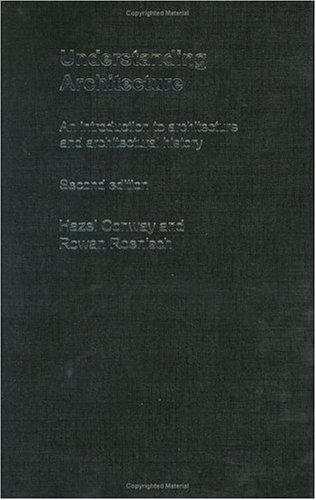 Copyrighted Material
Understanding
Architecture
An introduction to architecture
and architectural history
Second edition
Hazel Conway and
Rowan Roenisch
Copyrighted Material